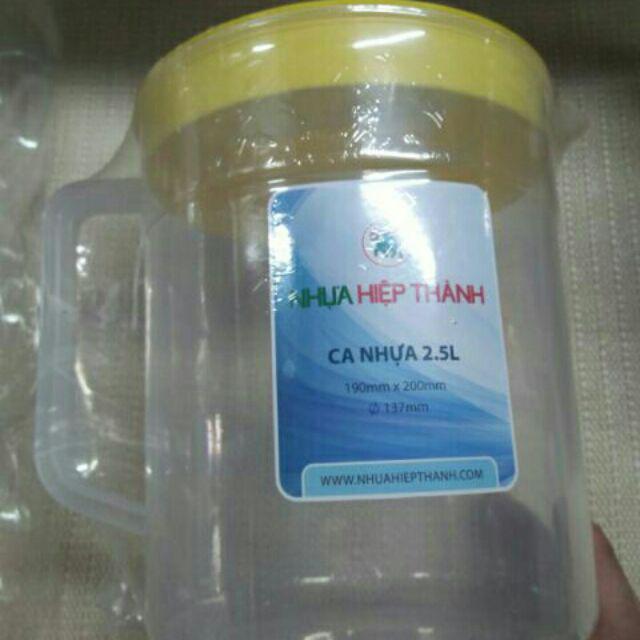 NHỰA HIỆP THÀNH
CA NHỰA 2.5L
190mm x 200mm
∅ 137mm
WWW.NHUAHIEPTHANH.COM